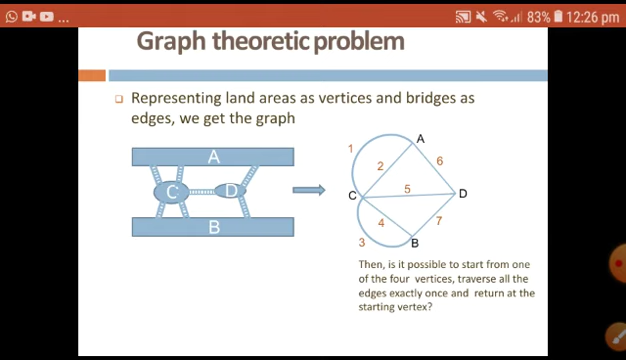 ... 83% 12:26 pm
Graph theoretic problem
Representing land areas as vertices and bridges as
edges, we get the graph
A
C D
B
A
1
2
6
C
5
D
4
7
3
B
Then, is it possible to start from one
of the four vertices, traverse all the
edges exactly once and return at the
starting vertex?